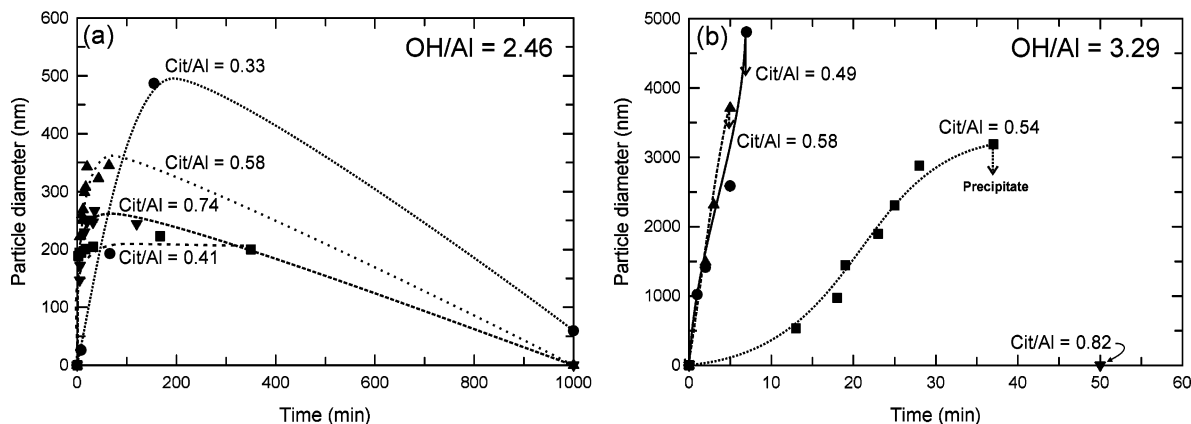 (a)
OH/Al = 2.46
Cit/Al = 0.33
Cit/Al = 0.58
Cit/Al = 0.74
Cit/Al = 0.41
600
500
400
300
200
100
0
Particle diameter (nm)
0
200
400
600
800
1000
Time (min)
(b)
OH/Al = 3.29
Cit/Al = 0.49
Cit/Al = 0.58
Cit/Al = 0.54
Precipitate
Cit/Al = 0.82
5000
4000
3000
2000
1000
0
Particle diameter (nm)
0
10
20
30
40
50
60
Time (min)